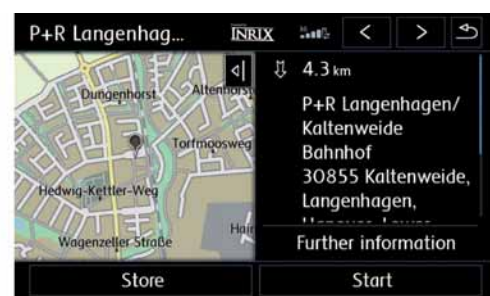 P+R Langenhag...
INRIX
4.3 km
P+R Langenhagen/
Kaltenweide
Bahnhof
30855 Kaltenweide,
Langenhagen,
Further information
Dungenhorst
Altenhorst
Torfmoosweg
Hedwig-Kettler-Weg
Wagenzeller Straße
Hain
Store
Start